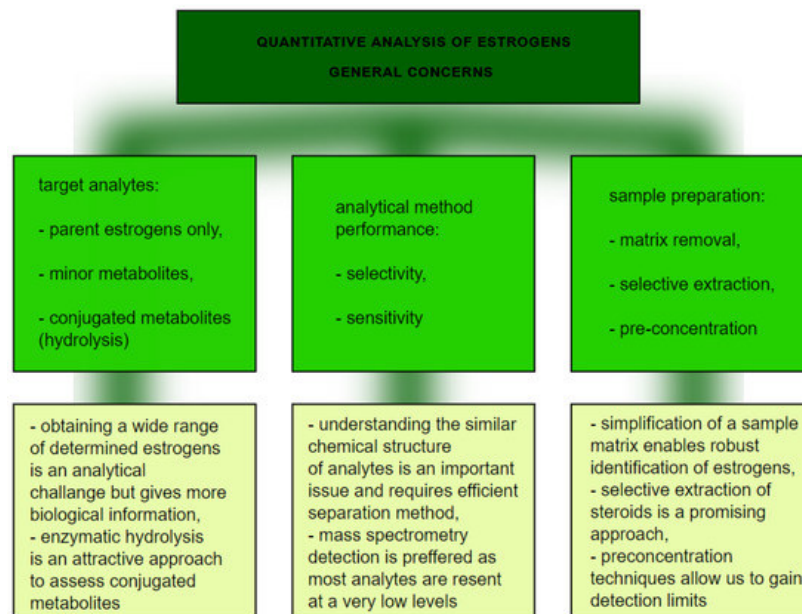 QUANTITATIVE ANALYSIS OF ESTROGENS
GENERAL CONCERNS
target analytes:
- parent estrogens only,
- minor metabolites,
- conjugated metabolites
(hydrolysis)
analytical method
performance:
- selectivity,
- sensitivity
sample preparation:
- matrix removal,
- selective extraction,
- pre-concentration
- obtaining a wide range
of determined estrogens
is an analytical
challange but gives more
biological information,
- enzymatic hydrolysis
is an attractive approach
to assess conjugated
metabolites
- understanding the similar
chemical structure
of analytes is an important
issue and requires efficient
separation method,
- mass spectrometry
detection is preffered as
most analytes are resent
at a very low levels
- simplification of a sample
matrix enables robust
identification of estrogens,
- selective extraction of
steroids is a promising
approach,
- preconcentration
techniques allow us to gain
detection limits